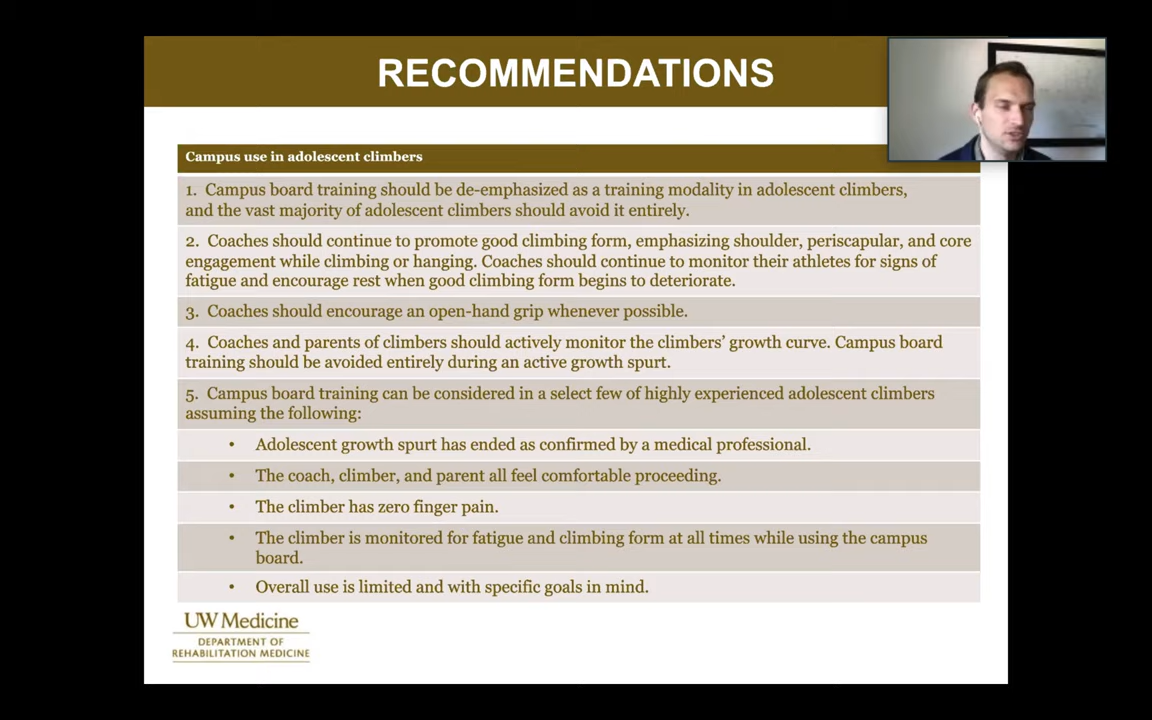 RECOMMENDATIONS
Campus use in adolescent climbers
1. Campus board training should be de-emphasized as a training modality in adolescent climbers,
and the vast majority of adolescent climbers should avoid it entirely.
2. Coaches should continue to promote good climbing form, emphasizing shoulder, periscapular, and core
engagement while climbing or hanging. Coaches should continue to monitor their athletes for signs of
fatigue and encourage rest when good climbing form begins to deteriorate.
3. Coaches should encourage an open-hand grip whenever possible.
4. Coaches and parents of climbers should actively monitor the climbers’ growth curve. Campus board
training should be avoided entirely during an active growth spurt.
5. Campus board training can be considered in a select few of highly experienced adolescent climbers
assuming the following:
• Adolescent growth spurt has ended as confirmed by a medical professional.
• The coach, climber, and parent all feel comfortable proceeding.
• The climber has zero finger pain.
• The climber is monitored for fatigue and climbing form at all times while using the campus
board.
• Overall use is limited and with specific goals in mind.
UW Medicine
DEPARTMENT OF
REHABILITATION MEDICINE